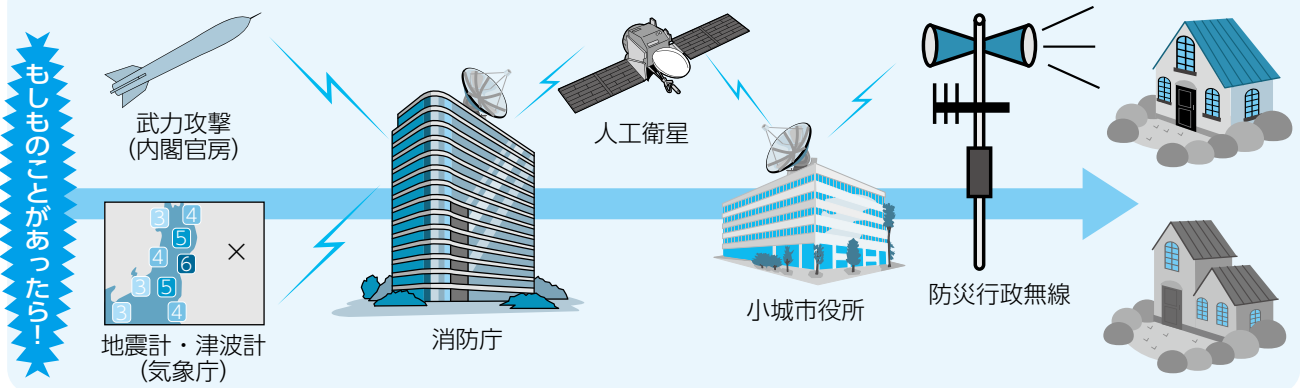 もしものことがあったら！
武力攻撃
（内閣官房）
3 4
5
4 6
3 5
3 4
地震計・津波計
（気象庁）
消防庁
人工衛星
小城市役所
防災行政無線